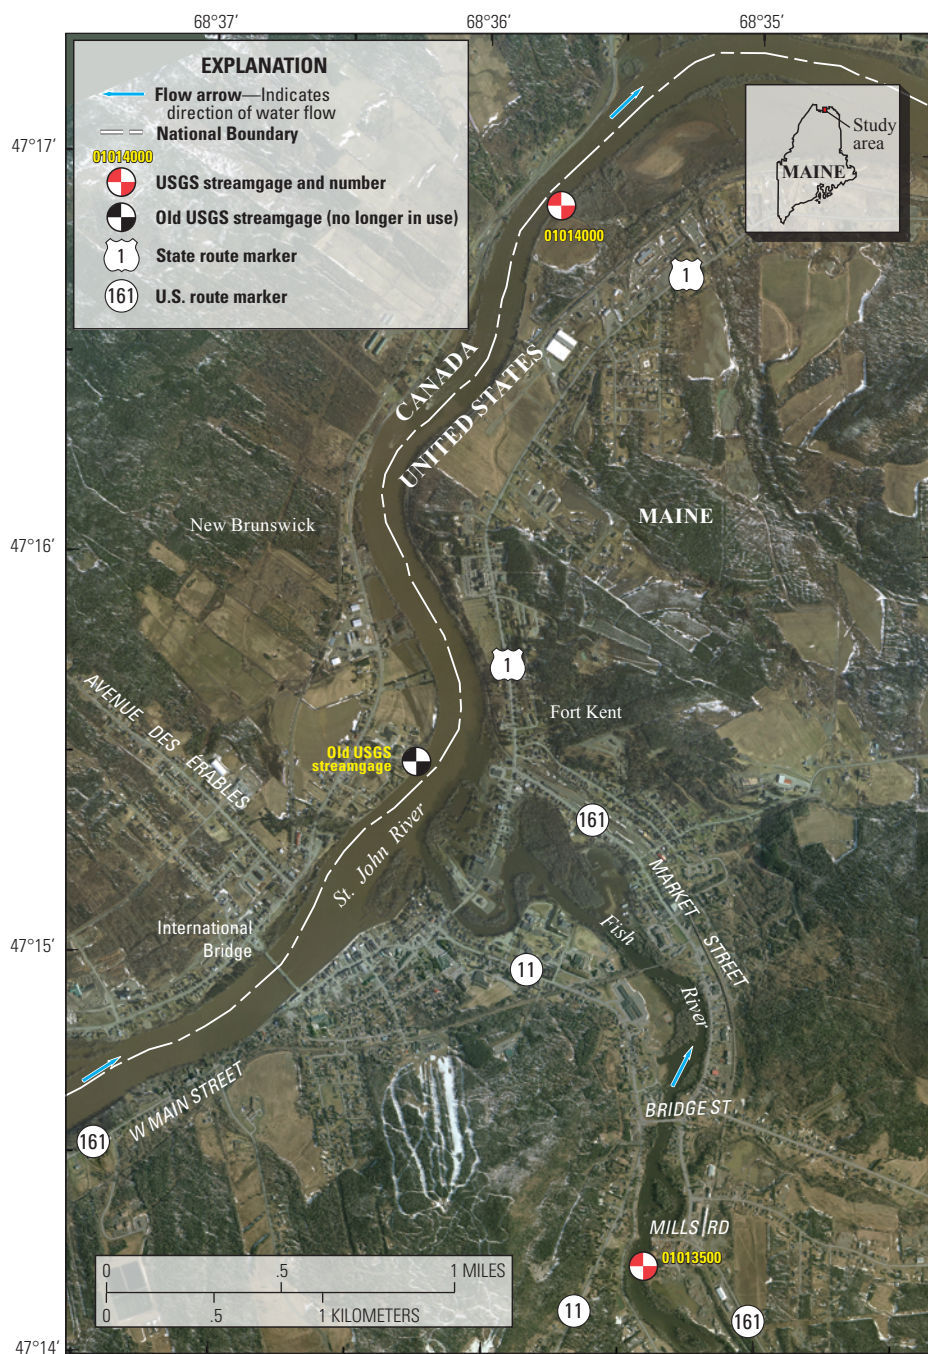 68°37′
68°36′
68°35′
EXPLANATION
Flow arrow—Indicates
direction of water flow
National Boundary
01014000
USGS streamgage and number
Old USGS streamgage (no longer in use)
1
State route marker
161
U.S. route marker
47°17′
Study
area
MAINE
01014000
1
CANADA
UNITED STATES
New Brunswick
MAINE
47°16′
1
Fort Kent
AVENUE DES ERABLES
Old USGS
streamgage
161
St. John River
MARKET STREET
International
Bridge
Fish River
47°15′
11
W MAIN STREET
BRIDGE ST
161
MILLS RD
01013500
0 .5 1 MILES
0 .5 1 KILOMETERS
11
161
47°14′